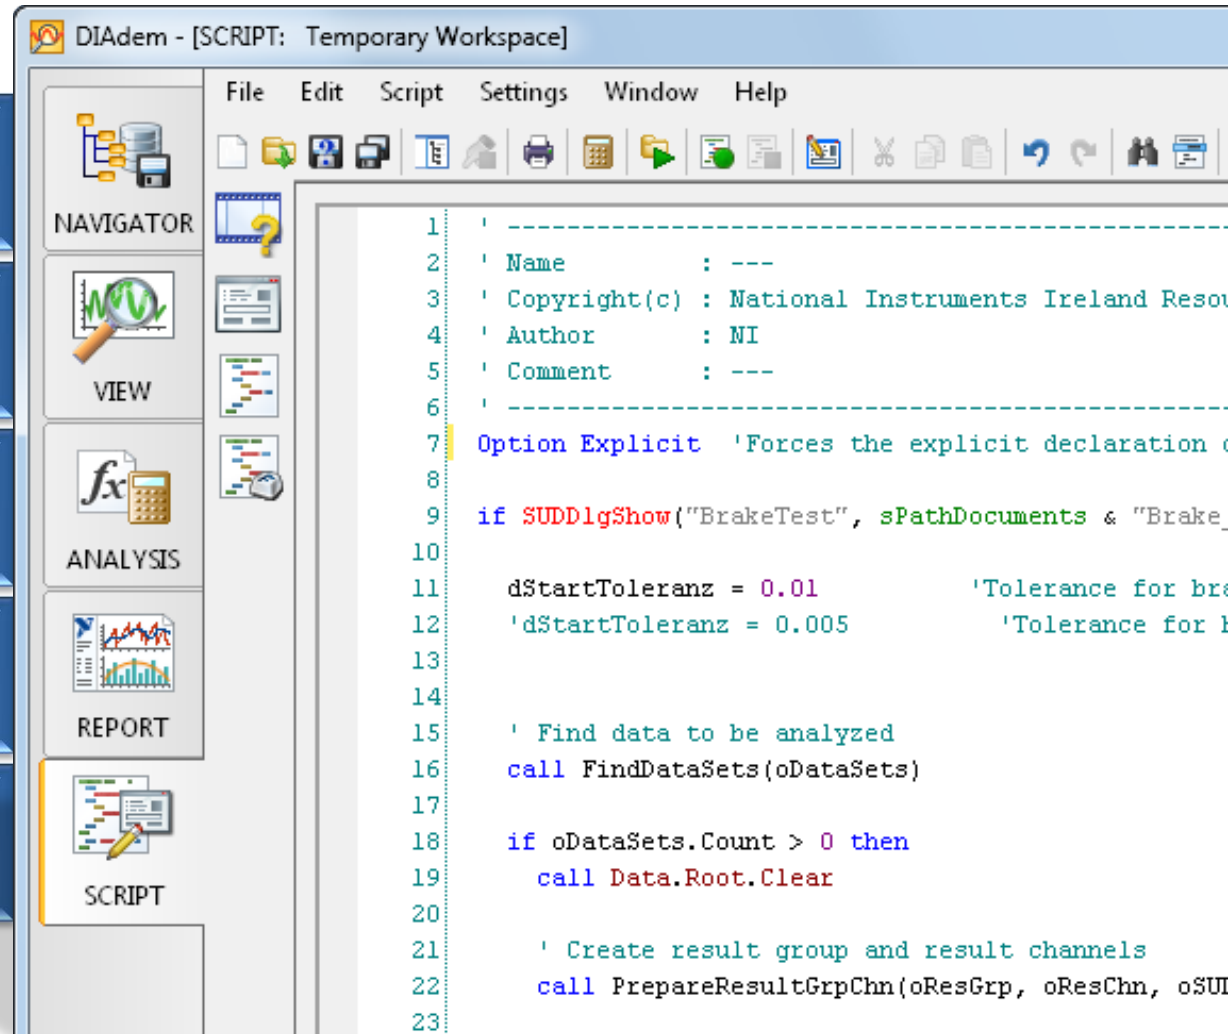 DIAdem - [SCRIPT: Temporary Workspace]
File Edit Script Settings Window Help
NAVIGATOR
VIEW
ANALYSIS
REPORT
SCRIPT
1 ' -------------------------------------------------
2 ' Name : ---
3 ' Copyright(c) : National Instruments Ireland
4 ' Author : NI
5 ' Comment : ---
6 ' -------------------------------------------------
7 Option Explicit 'Forces the explicit declaration
8
9 if SUDDlgShow("BrakeTest", sPathDocuments & "Brake_
10
11 dStartToleranz = 0.01 'Tolerance for
12 'dStartToleranz = 0.005 'Tolerance for
13
14
15 ' Find data to be analyzed
16 call FindDataSets(oDataSets)
17
18 if oDataSets.Count > 0 then
19 call Data.Root.Clear
20
21 ' Create result group and result channels
22 call PrepareResultGrpChn(oResGrp, oResChn,
23